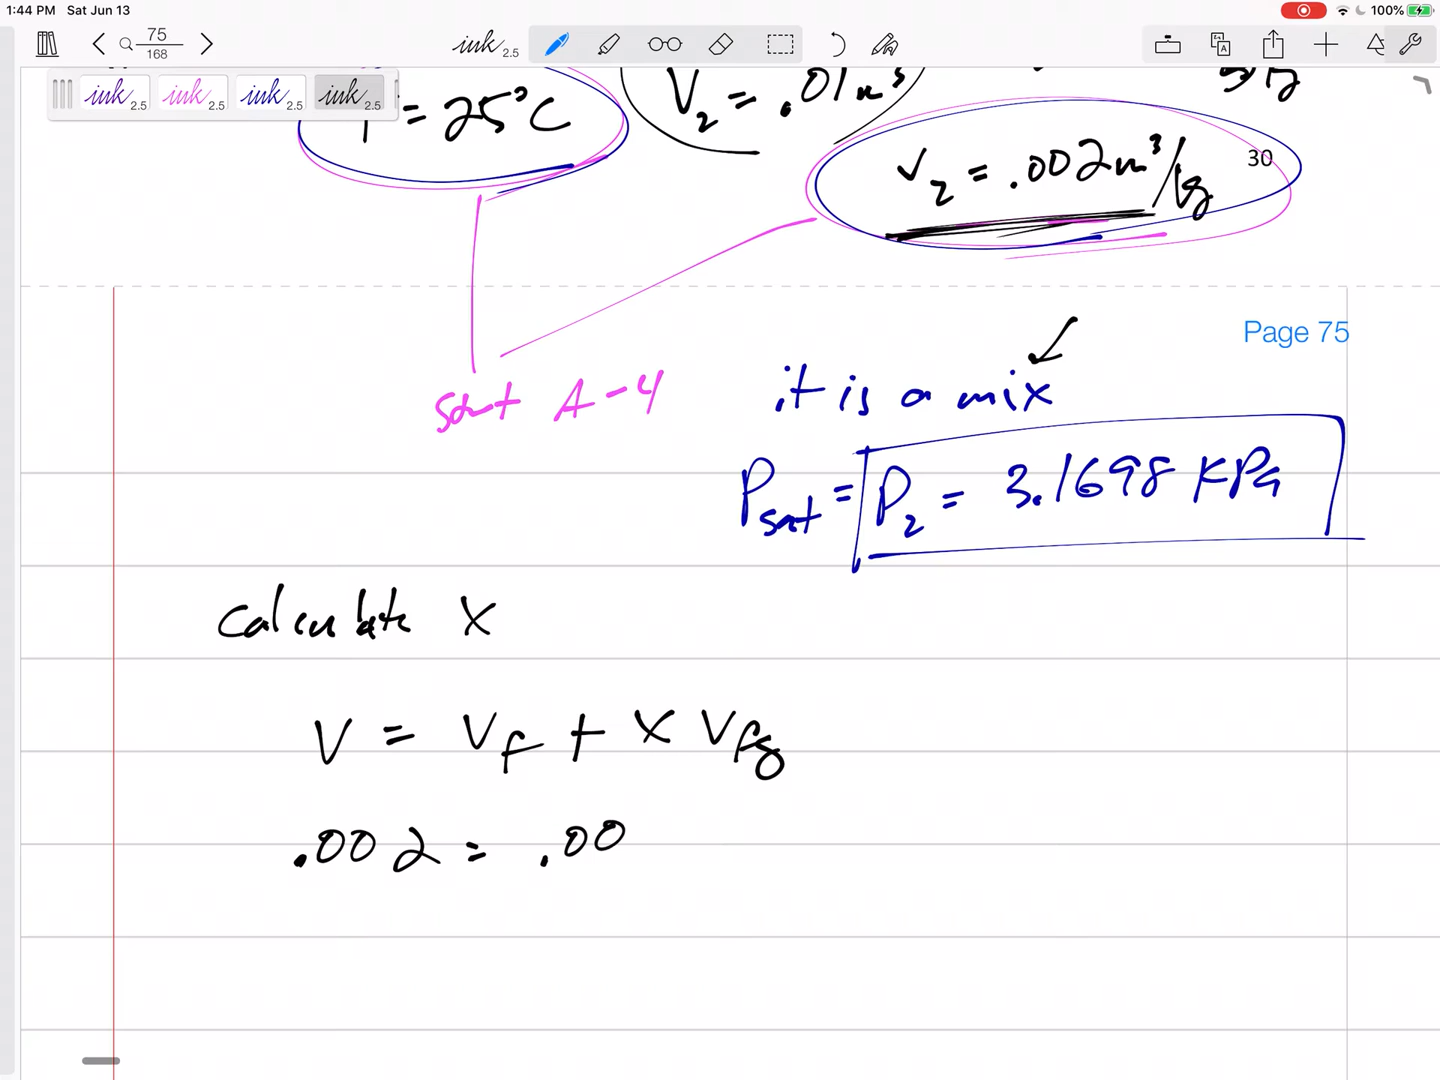 1:44 PM Sat Jun 13
100%
75
168
ink 2.5
ink 2.5 ink 2.5 ink 2.5 ink 2.5
= 25°C
V2 = .01 m3
v2 = .002 m3/kg
30
Page 75
A-4
it is a mix
Psat = P2 = 3.1698 KPa
Calculate X
V = Vf + X Vfg
.002 = .00